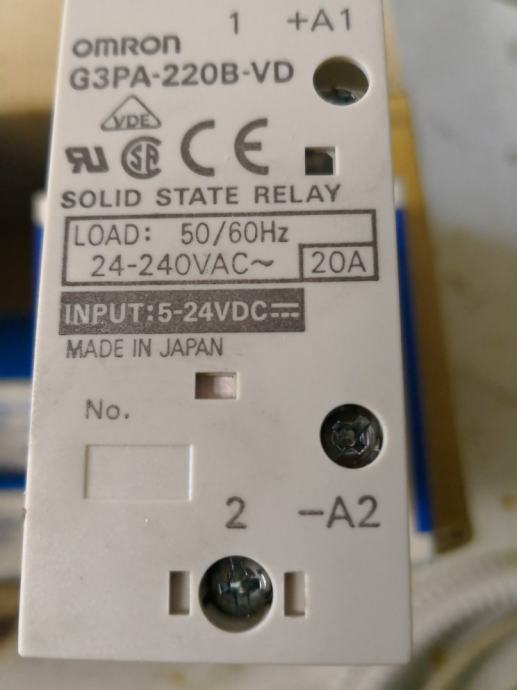 1 +A1
OMRON
G3PA-220B-VD
VDE
SOLID STATE RELAY
LOAD: 50/60Hz
24-240VAC~ 20A
INPUT:5-24VDC⎓
MADE IN JAPAN
No.
2 -A2